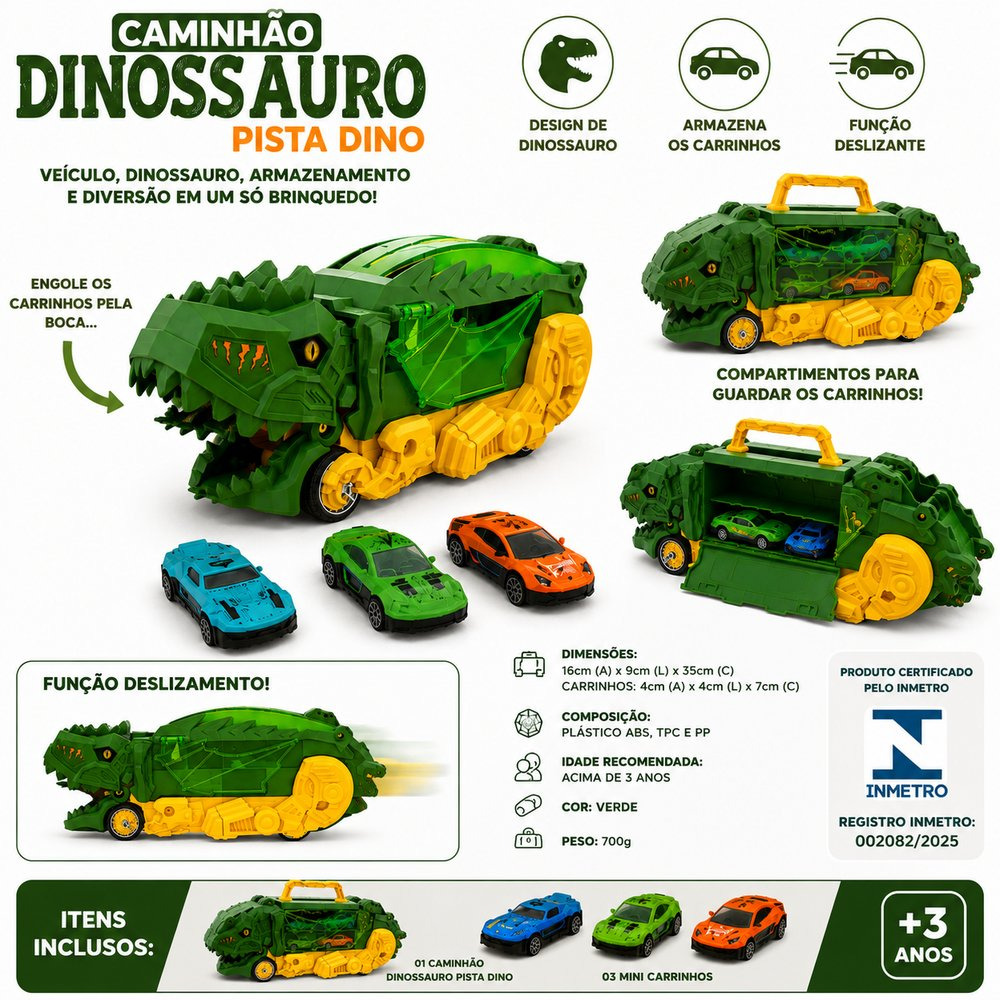 CAMINHÃO
DINOSSAURO
PISTA DINO
VEÍCULO, DINOSSAURO, ARMAZENAMENTO
E DIVERSÃO EM UM SÓ BRINQUEDO!
DESIGN DE
DINOSSAURO
ARMAZENA
OS CARRINHOS
FUNÇÃO
DESLIZANTE
ENGOLE OS
CARRINHOS PELA
BOCA...
COMPARTIMENTOS PARA
GUARDAR OS CARRINHOS!
FUNÇÃO DESLIZAMENTO!
DIMENSÕES:
16cm (A) x 9cm (L) x 35cm (C)
CARRINHOS: 4cm (A) x 4cm (L) x 7cm (C)
COMPOSIÇÃO:
PLÁSTICO ABS, TPC E PP
IDADE RECOMENDADA:
ACIMA DE 3 ANOS
COR: VERDE
PESO: 700g
PRODUTO CERTIFICADO
PELO INMETRO
INMETRO
REGISTRO INMETRO:
002082/2025
ITENS
INCLUSOS:
01 CAMINHÃO
DINOSSAURO PISTA DINO
03 MINI CARRINHOS
+3
ANOS